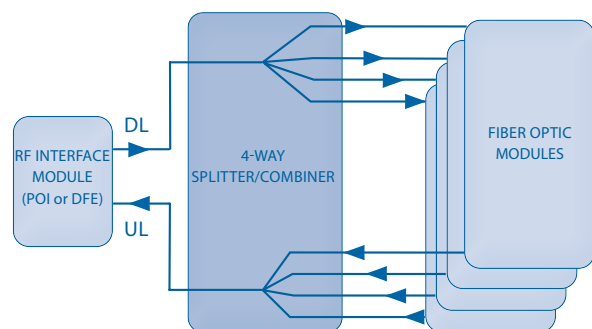 DL
RF INTERFACE
MODULE
(POI or DFE)
UL
4-WAY
SPLITTER/COMBINER
FIBER OPTIC
MODULES